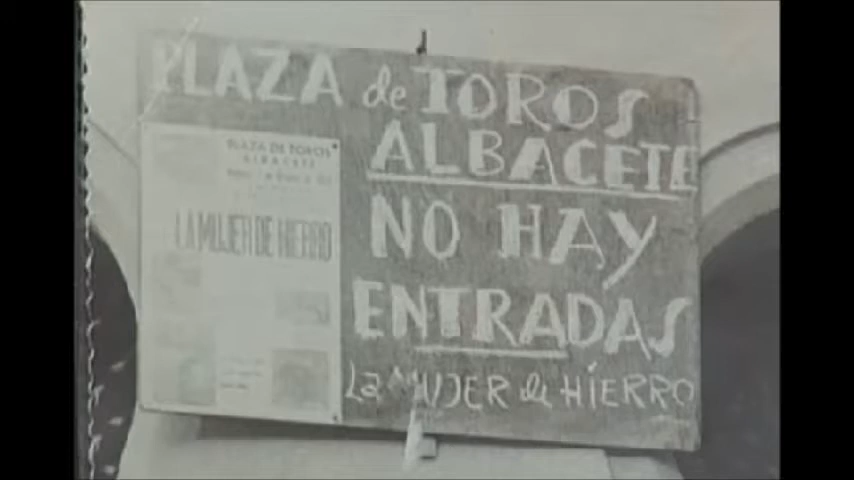 PLAZA de TOROS
ALBACETE
NO HAY
ENTRADAS
La MUJER de HIERRO
PLAZA DE TOROS
ALBACETE
LA MUJER DE HIERRO